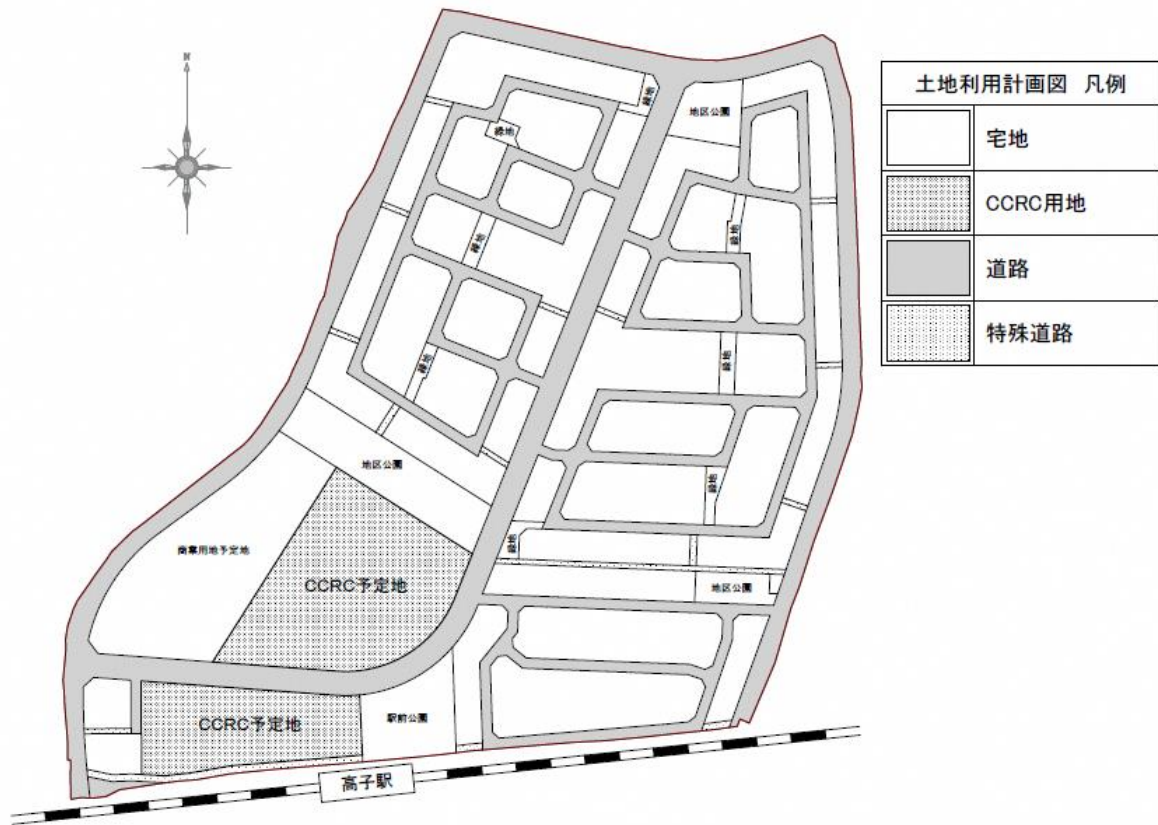 N
土地利用計画図 凡例
宅地
CCRC用地
道路
特殊道路
緑地
地区公園
緑地
緑地
緑地
緑地
緑地
地区公園
緑地
商業用地予定地
緑地
CCRC予定地
地区公園
CCRC予定地
駅前公園
高子駅